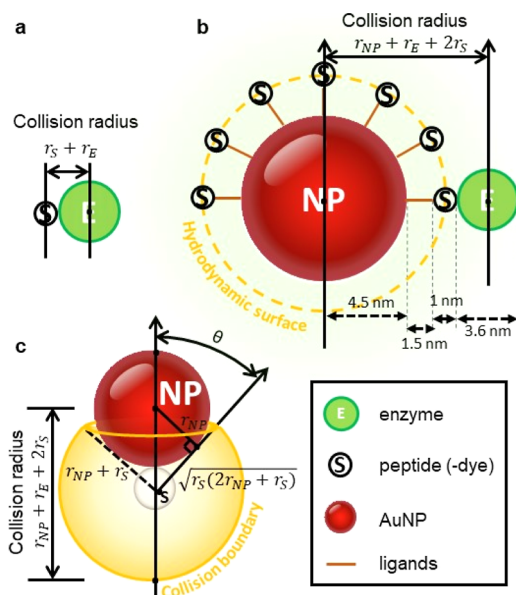 a
Collision radius
r_S + r_E
S
E
b
Collision radius
r_NP + r_E + 2r_S
S
S
S
S
S
S
S
NP
E
Hydrodynamic surface
4.5 nm
1 nm
1.5 nm
3.6 nm
c
θ
NP
r_NP
r_NP + r_S
S
√r_S(2r_NP + r_S)
Collision radius
r_NP + r_E + 2r_S
Collision boundary
E enzyme
S peptide (-dye)
AuNP
ligands